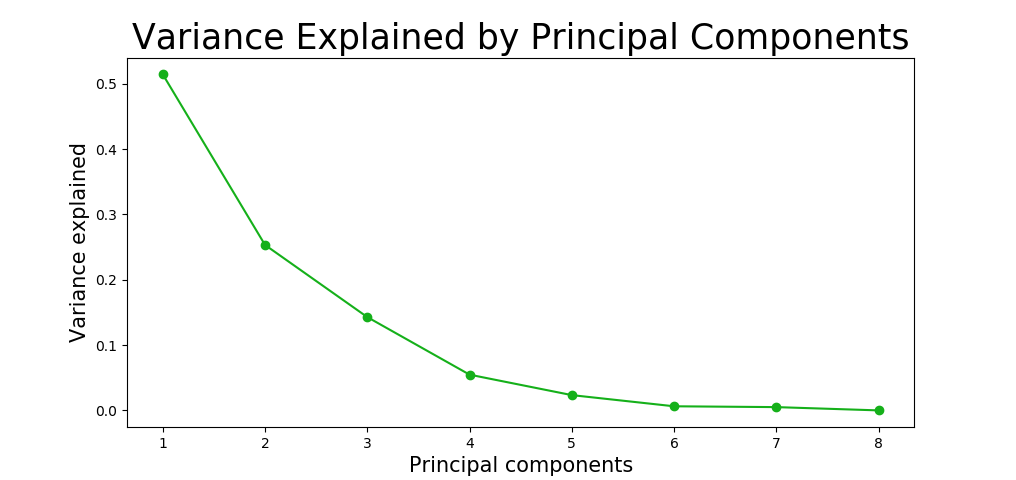 Variance Explained by Principal Components
Variance explained
0.5
0.4
0.3
0.2
0.1
0.0
1 2 3 4 5 6 7 8
Principal components